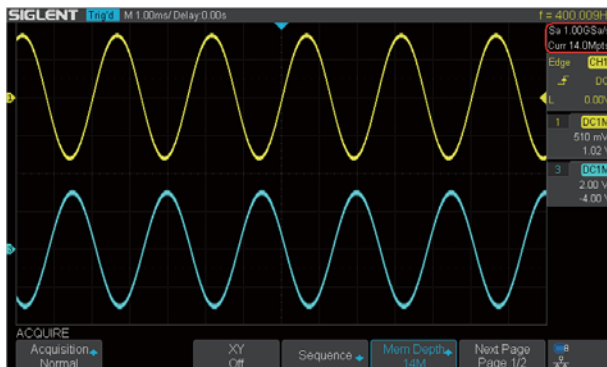 SIGLENT Trig'd M 1.00ms/ Delay:0.00s f = 400.009H
Sa 1.00GSa/
Curr 14.0Mpts
Edge CH1
DC
L 0.00V
1 DC1M
510 mV
1.02 V
3 DC1M
2.00 V
-4.00 V
ACQUIRE
Acquisition XY Sequence Mem Depth Next Page
Normal Off 14M Page 1/2